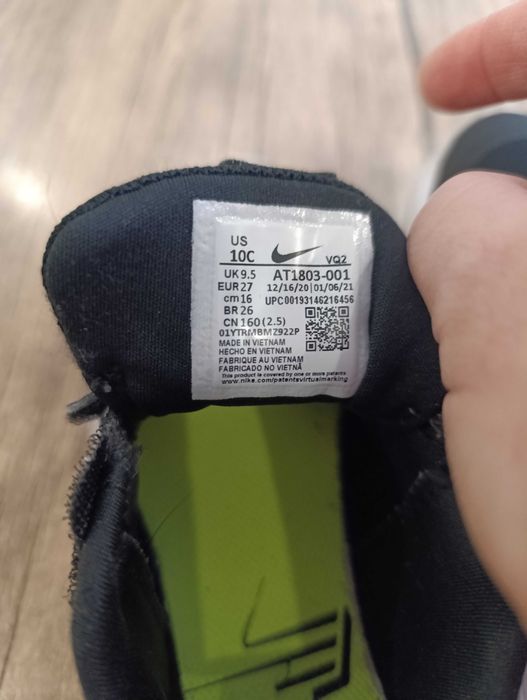 US
10C
VQ2
UK 9.5 AT1803-001
EUR 27 12/16/20 | 01/06/21
cm 16 UPC00193146216456
BR 26
CN 160(2.5)
01YTRMBMZ922P
MADE IN VIETNAM
HECHO EN VIETNAM
FABRIQUE AU VIETNAM
FABRICADO NO VIETNÃ
This product is covered by one or more patents
www.nike.com/patentsvirtualmarking